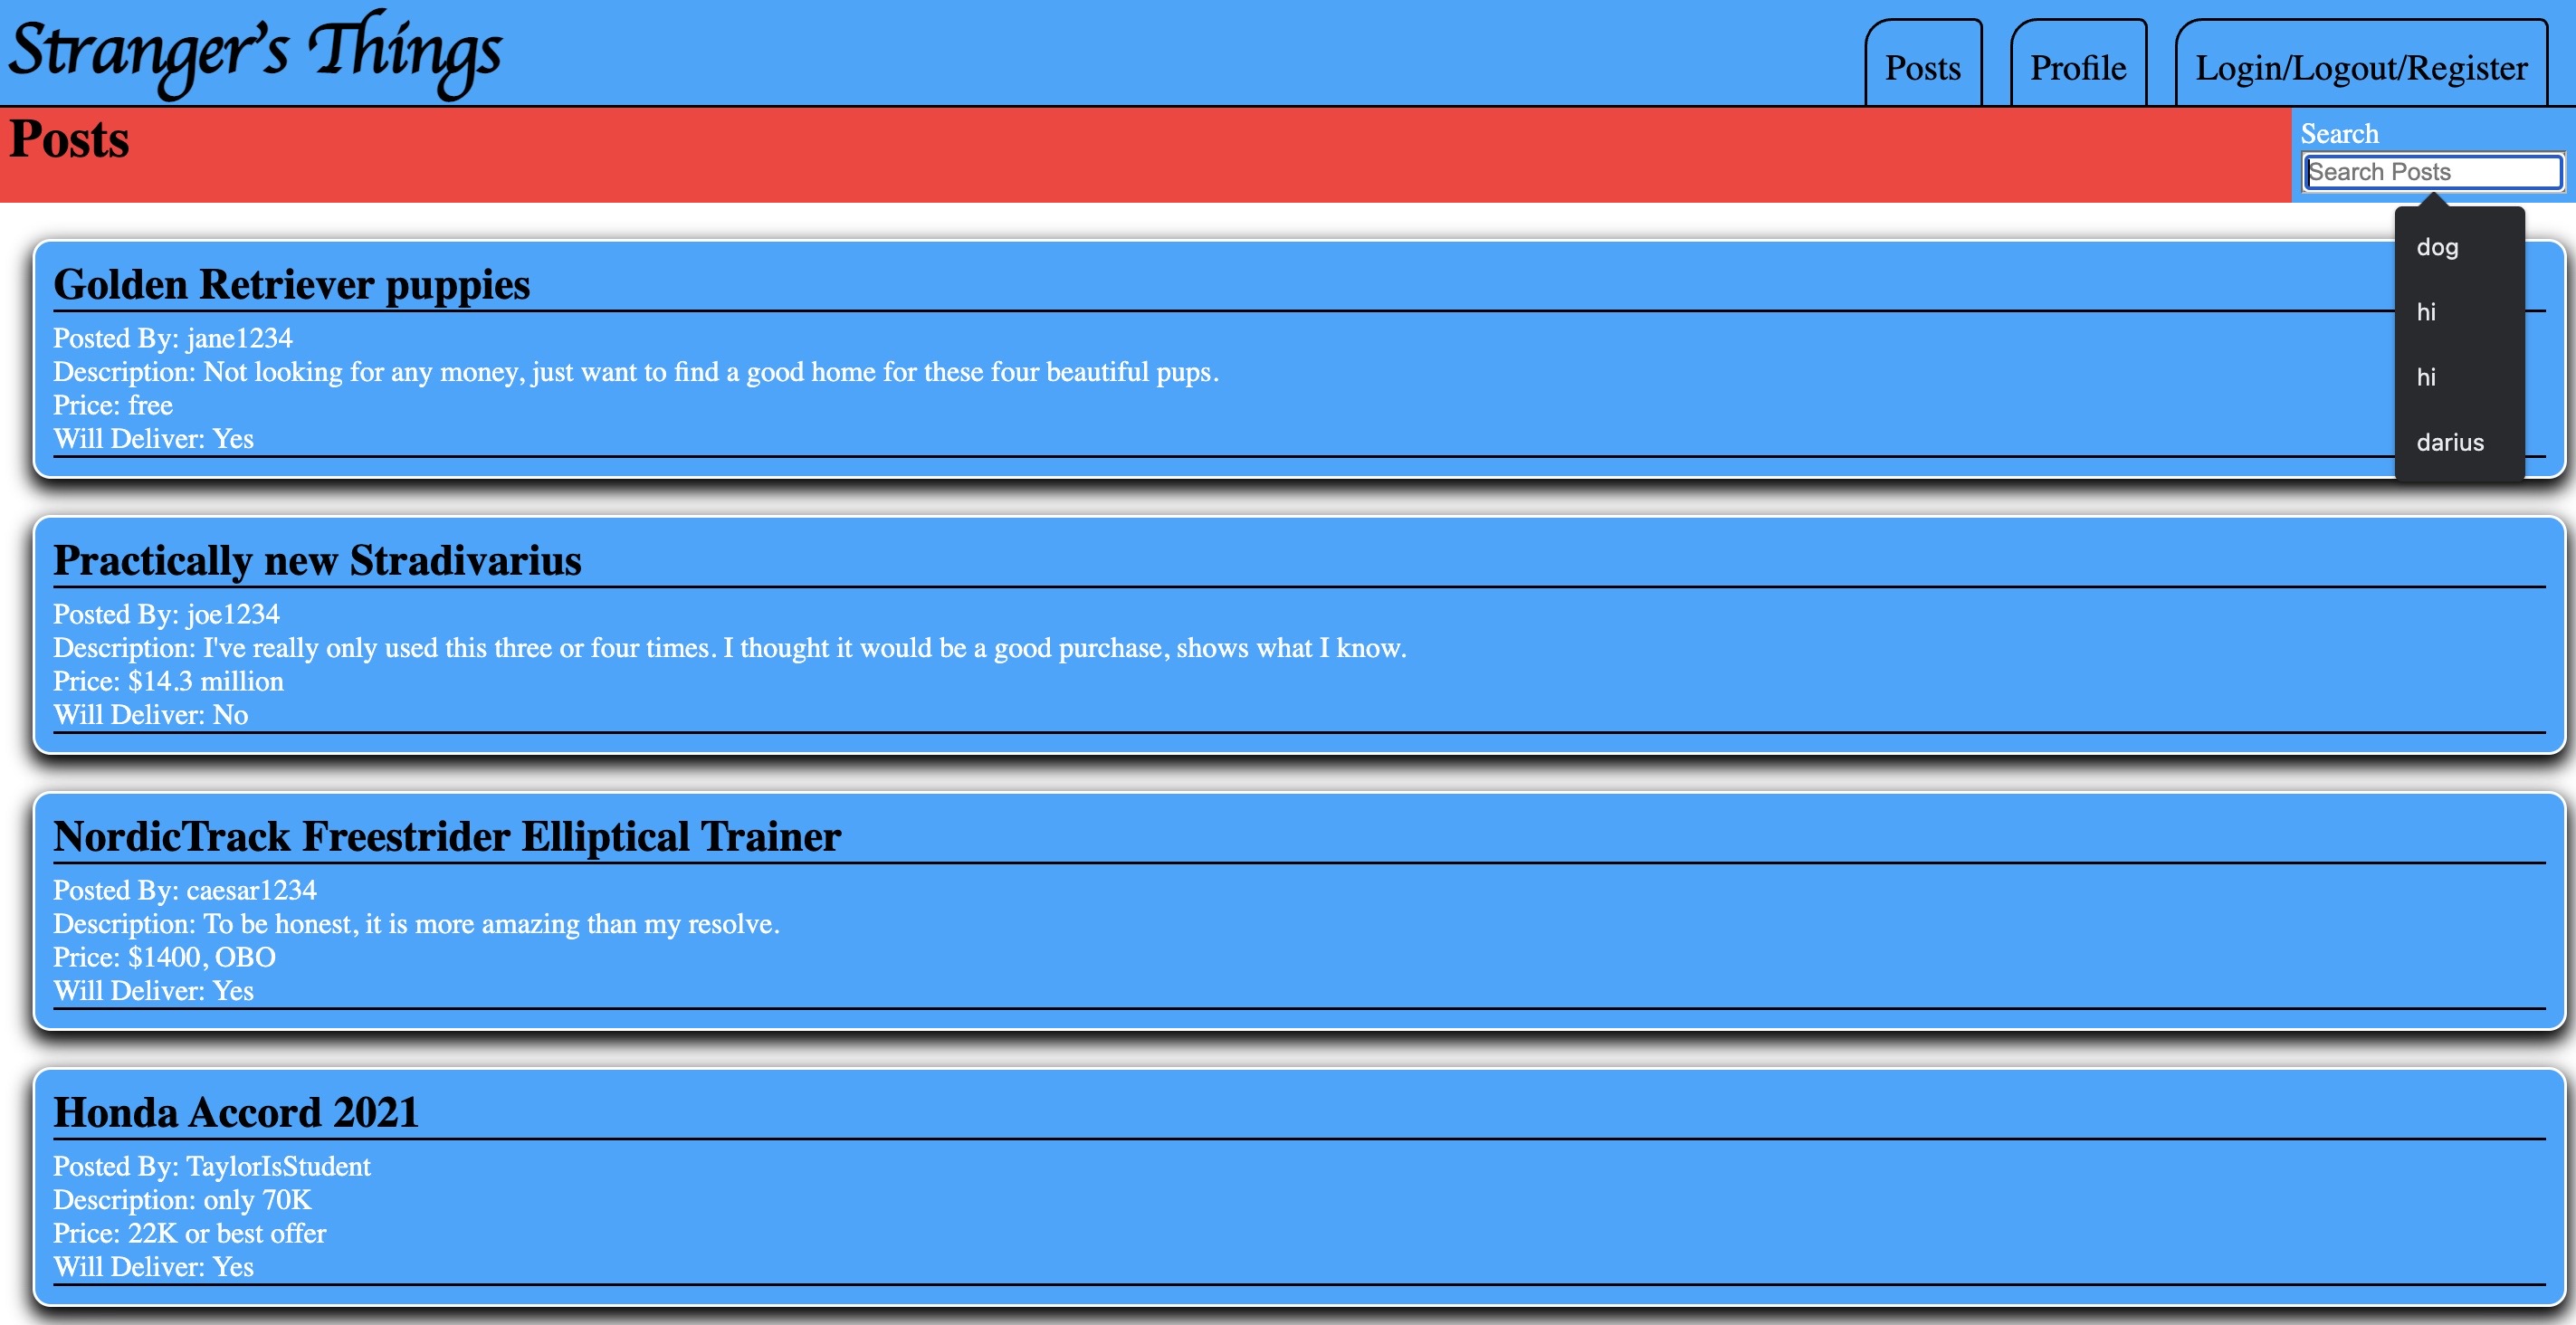 Stranger's Things
Posts
Profile
Login/Logout/Register
Posts
Search
Search Posts
dog
hi
hi
darius
Golden Retriever puppies
Posted By: jane1234
Description: Not looking for any money, just want to find a good home for these four beautiful pups.
Price: free
Will Deliver: Yes
Practically new Stradivarius
Posted By: joe1234
Description: I've really only used this three or four times. I thought it would be a good purchase, shows what I know.
Price: $14.3 million
Will Deliver: No
NordicTrack Freestrider Elliptical Trainer
Posted By: caesar1234
Description: To be honest, it is more amazing than my resolve.
Price: $1400, OBO
Will Deliver: Yes
Honda Accord 2021
Posted By: TaylorIsStudent
Description: only 70K
Price: 22K or best offer
Will Deliver: Yes